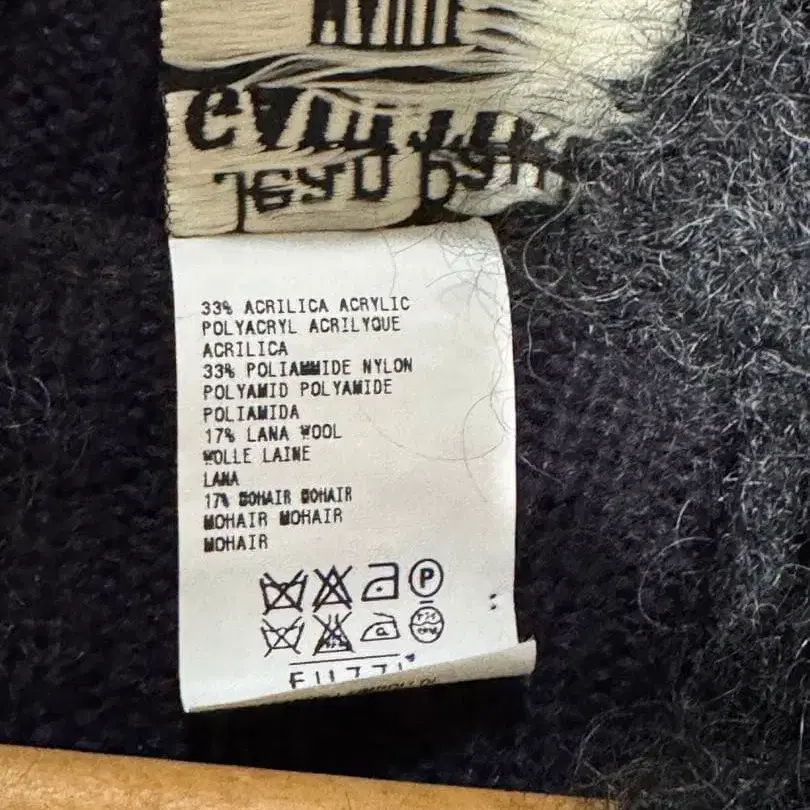 33% ACRILICA ACRYLIC
POLYACRYL ACRILYQUE
ACRILICA
33% POLIAMMIDE NYLON
POLYAMID POLYAMIDE
POLIAMIDA
17% LANA WOOL
WOLLE LAINE
LANA
17% MOHAIR MOHAIR
MOHAIR MOHAIR
MOHAIR
P
a
FUZZI